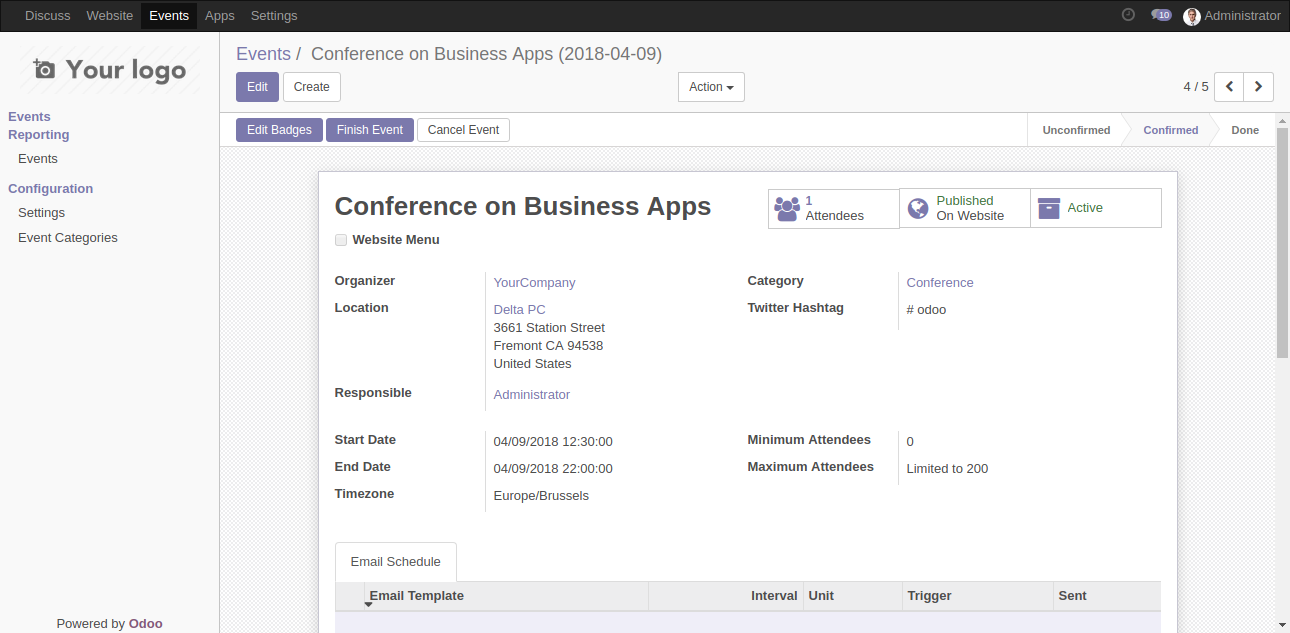 Discuss Website Events Apps Settings 10 Administrator
Your logo
Events
Reporting
Events
Configuration
Settings
Event Categories
Powered by Odoo
Events / Conference on Business Apps (2018-04-09)
Edit Create Action 4 / 5
Edit Badges Finish Event Cancel Event Unconfirmed Confirmed Done
Conference on Business Apps
1
Attendees
Published
On Website
Active
Website Menu
Organizer YourCompany
Location Delta PC
3661 Station Street
Fremont CA 94538
United States
Responsible Administrator
Category Conference
Twitter Hashtag # odoo
Start Date 04/09/2018 12:30:00
End Date 04/09/2018 22:00:00
Timezone Europe/Brussels
Minimum Attendees 0
Maximum Attendees Limited to 200
Email Schedule
Email Template Interval Unit Trigger Sent